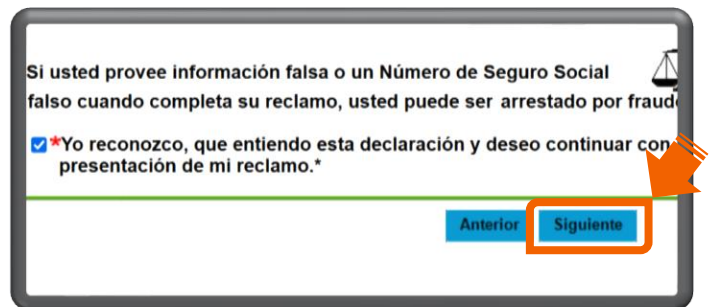 Si usted provee información falsa o un Número de Seguro Social
falso cuando completa su reclamo, usted puede ser arrestado por
*Yo reconozco, que entiendo esta declaración y deseo continuar con
presentación de mi reclamo.*
Anterior Siguiente